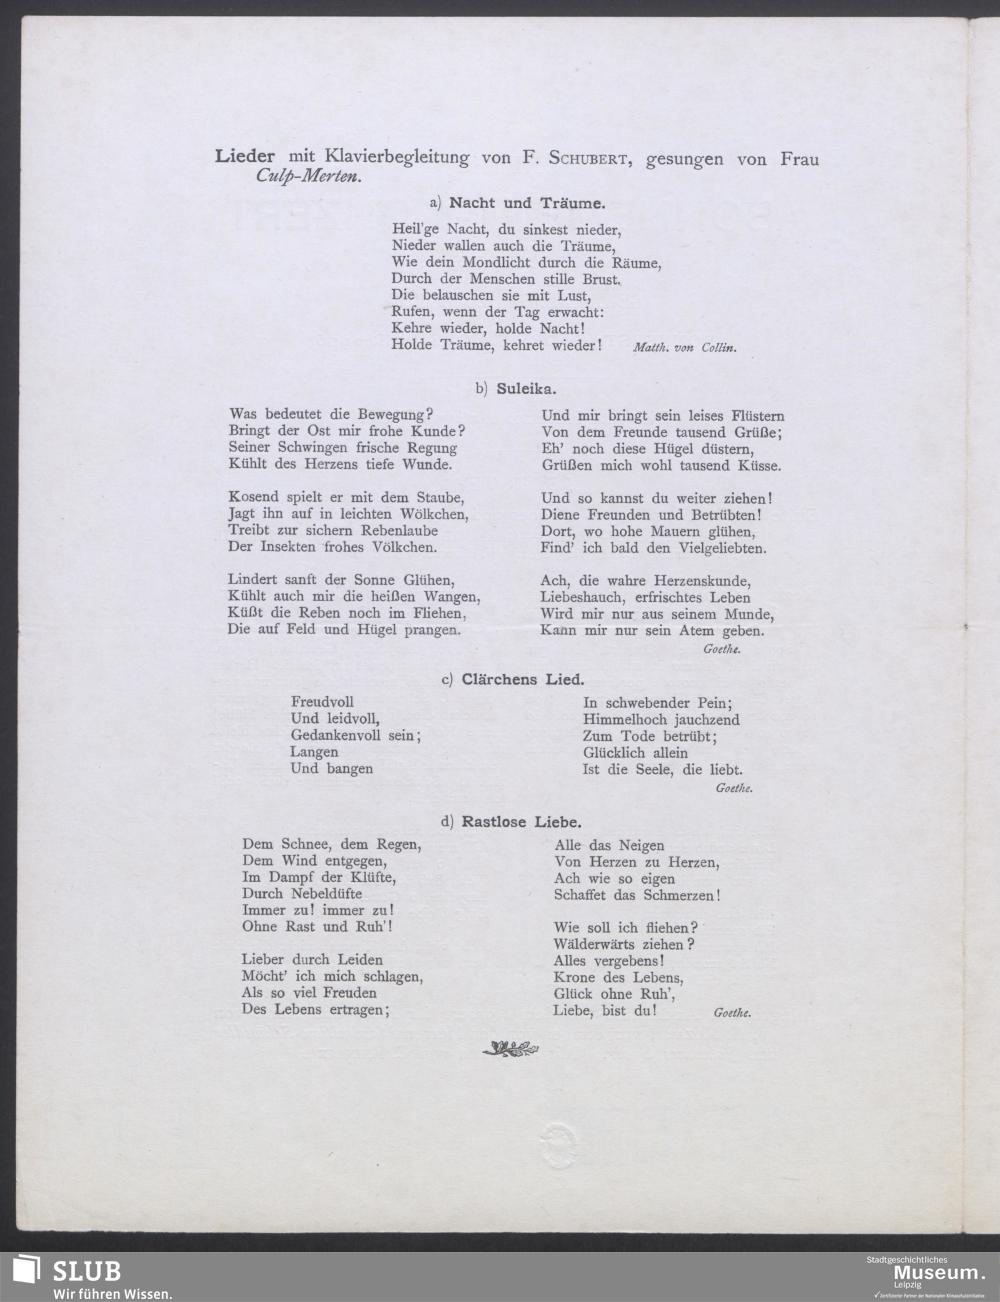 Lieder mit Klavierbegleitung von F. SCHUBERT, gesungen von Frau
Culp-Merten.
a) Nacht und Träume.
Heil'ge Nacht, du sinkest nieder,
Nieder wallen auch die Träume,
Wie dein Mondlicht durch die Räume,
Durch der Menschen stille Brust.
Die belauschen sie mit Lust,
Rufen, wenn der Tag erwacht:
Kehre wieder, holde Nacht!
Holde Träume, kehret wieder! Matth. von Collin.
b) Suleika.
Was bedeutet die Bewegung?
Bringt der Ost mir frohe Kunde?
Seiner Schwingen frische Regung
Kühlt des Herzens tiefe Wunde.
Kosend spielt er mit dem Staube,
Jagt ihn auf in leichten Wölkchen,
Treibt zur sichern Rebenlaube
Der Insekten frohes Völkchen.
Lindert sanft der Sonne Glühen,
Kühlt auch mir die heißen Wangen,
Küßt die Reben noch im Fliehen,
Die auf Feld und Hügel prangen.
Und mir bringt sein leises Flüstern
Von dem Freunde tausend Grüße;
Eh' noch diese Hügel düstern,
Grüßen mich wohl tausend Küsse.
Und so kannst du weiter ziehen!
Diene Freunden und Betrübten!
Dort, wo hohe Mauern glühen,
Find' ich bald den Vielgeliebten.
Ach, die wahre Herzenskunde,
Liebeshauch, erfrischtes Leben
Wird mir nur aus seinem Munde,
Kann mir nur sein Atem geben.
Goethe.
c) Clärchens Lied.
Freudvoll
Und leidvoll,
Gedankenvoll sein;
Langen
Und bangen
In schwebender Pein;
Himmelhoch jauchzend
Zum Tode betrübt;
Glücklich allein
Ist die Seele, die liebt.
Goethe.
d) Rastlose Liebe.
Dem Schnee, dem Regen,
Dem Wind entgegen,
Im Dampf der Klüfte,
Durch Nebeldüfte
Immer zu! immer zu!
Ohne Rast und Ruh'!
Lieber durch Leiden
Möcht' ich mich schlagen,
Als so viel Freuden
Des Lebens ertragen;
Alle das Neigen
Von Herzen zu Herzen,
Ach wie so eigen
Schaffet das Schmerzen!
Wie soll ich fliehen?
Wälderwärts ziehen?
Alles vergebens!
Krone des Lebens,
Glück ohne Ruh',
Liebe, bist du! Goethe.
SLUB
Wir führen Wissen.
Stadtgeschichtliches
Museum.
Leipzig
Zertifizierter Partner der Nationalen Klimaschutzinitiative